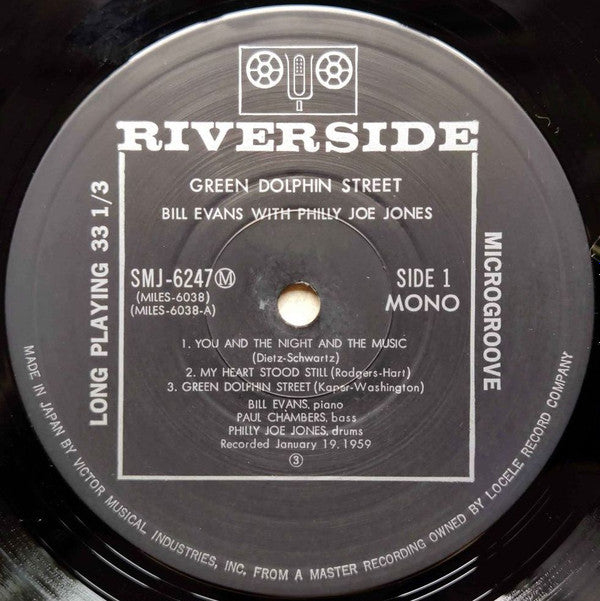 RIVERSIDE
GREEN DOLPHIN STREET
BILL EVANS WITH PHILLY JOE JONES
SMJ-6247 Ⓜ
(MILES-6038)
(MILES-6038-A)
SIDE 1
MONO
1. YOU AND THE NIGHT AND THE MUSIC
(Dietz-Schwartz)
2. MY HEART STOOD STILL (Rodgers-Hart)
3. GREEN DOLPHIN STREET (Kaper-Washington)
BILL EVANS, piano
PAUL CHAMBERS, bass
PHILLY JOE JONES, drums
Recorded January 19, 1959
③
LONG PLAYING 33 1/3
MICROGROOVE
MADE IN JAPAN BY VICTOR MUSICAL INDUSTRIES, INC. FROM A MASTER RECORDING OWNED BY LOCELE RECORD COMPANY